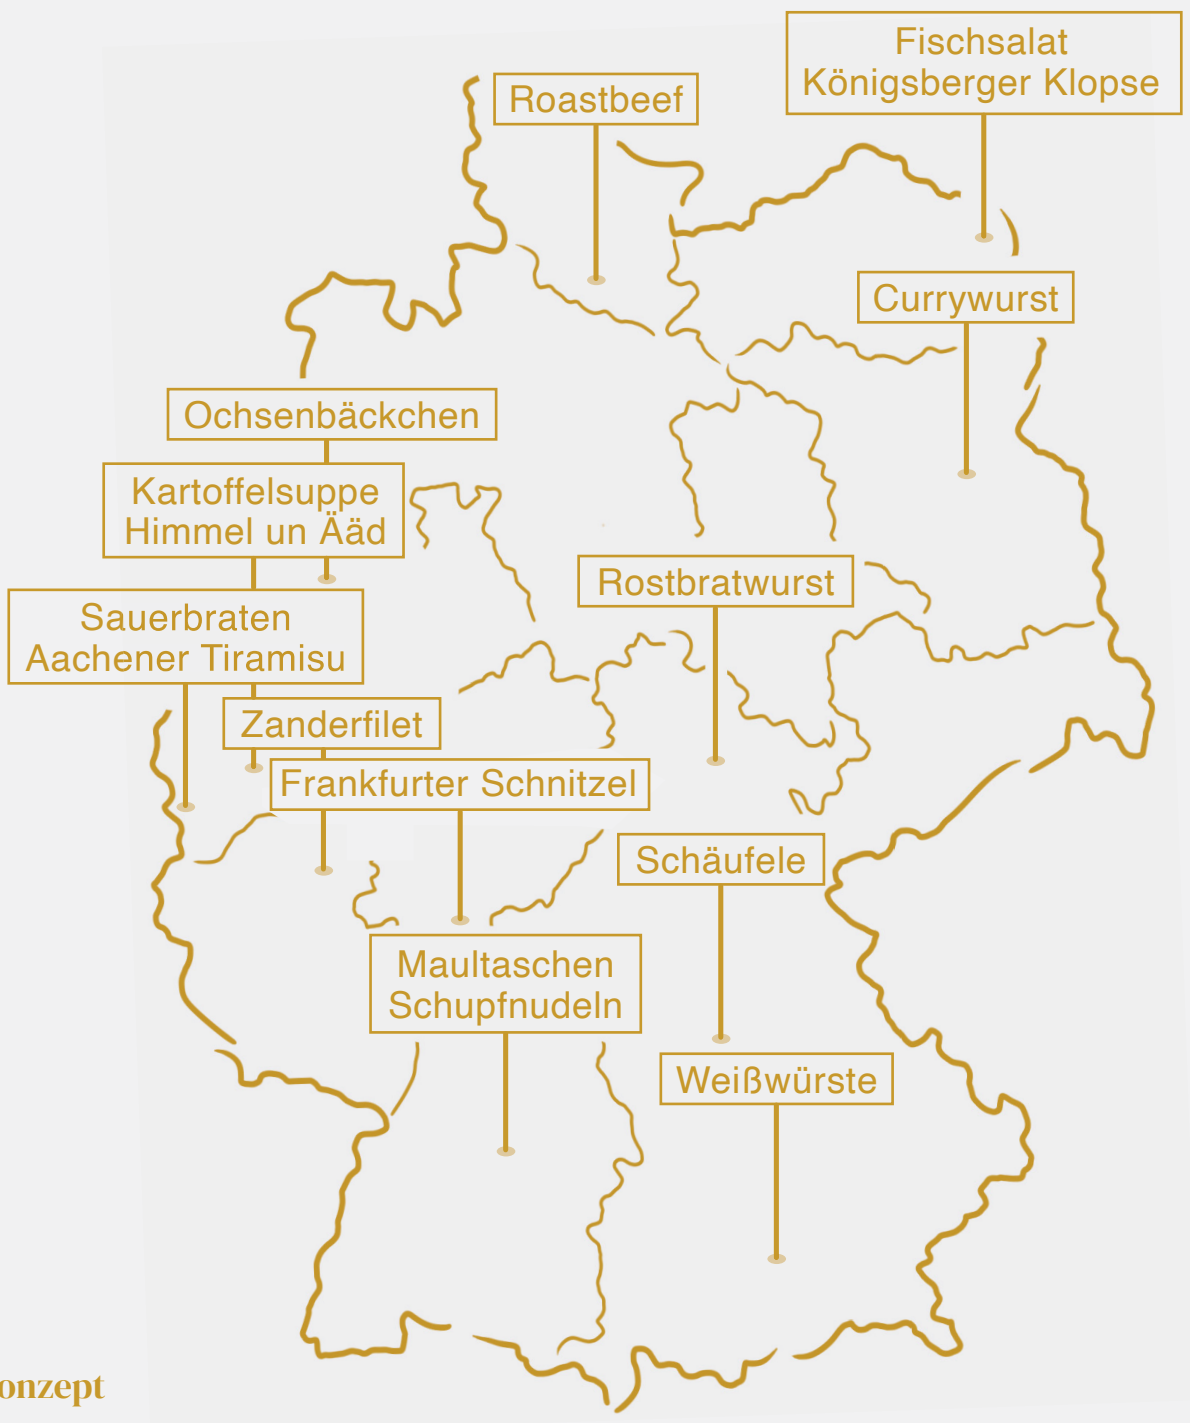 Fischsalat
Königsberger Klopse
Roastbeef
Currywurst
Ochsenbäckchen
Kartoffelsuppe
Himmel un Ääd
Rostbratwurst
Sauerbraten
Aachener Tiramisu
Zanderfilet
Frankfurter Schnitzel
Schäufele
Maultaschen
Schupfnudeln
Weißwürste
onzept